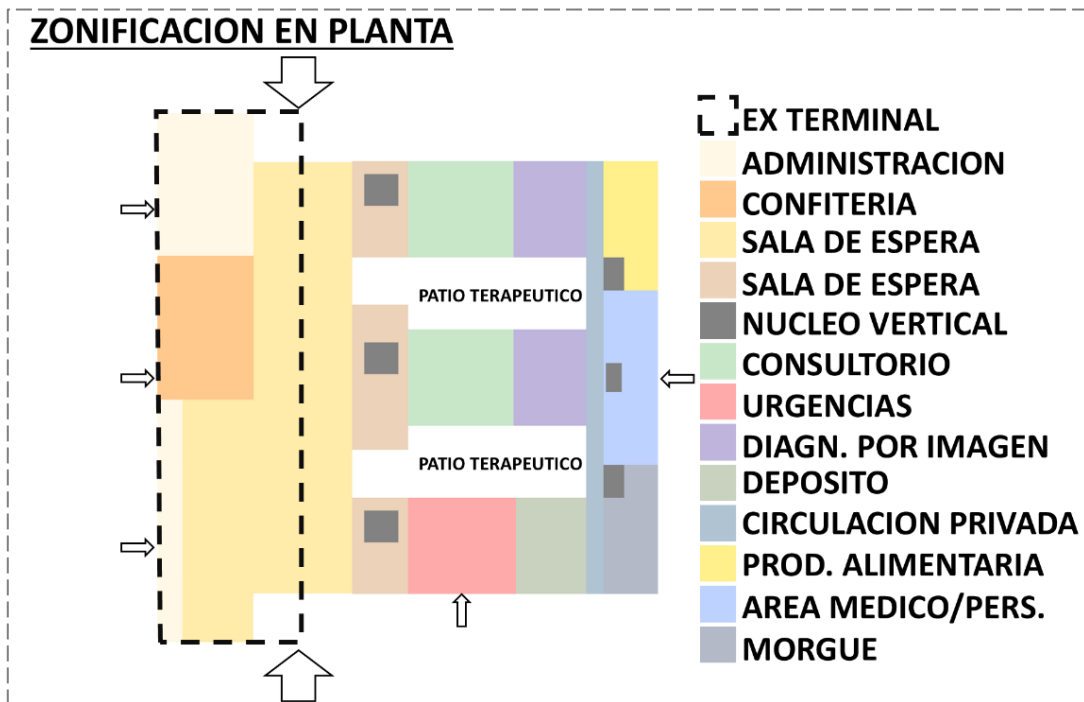 ZONIFICACION EN PLANTA
EX TERMINAL
ADMINISTRACION
CONFITERIA
SALA DE ESPERA
SALA DE ESPERA
NUCLEO VERTICAL
CONSULTORIO
URGENCIAS
DIAGN. POR IMAGEN
DEPOSITO
CIRCULACION PRIVADA
PROD. ALIMENTARIA
AREA MEDICO/PERS.
MORGUE
PATIO TERAPEUTICO
PATIO TERAPEUTICO